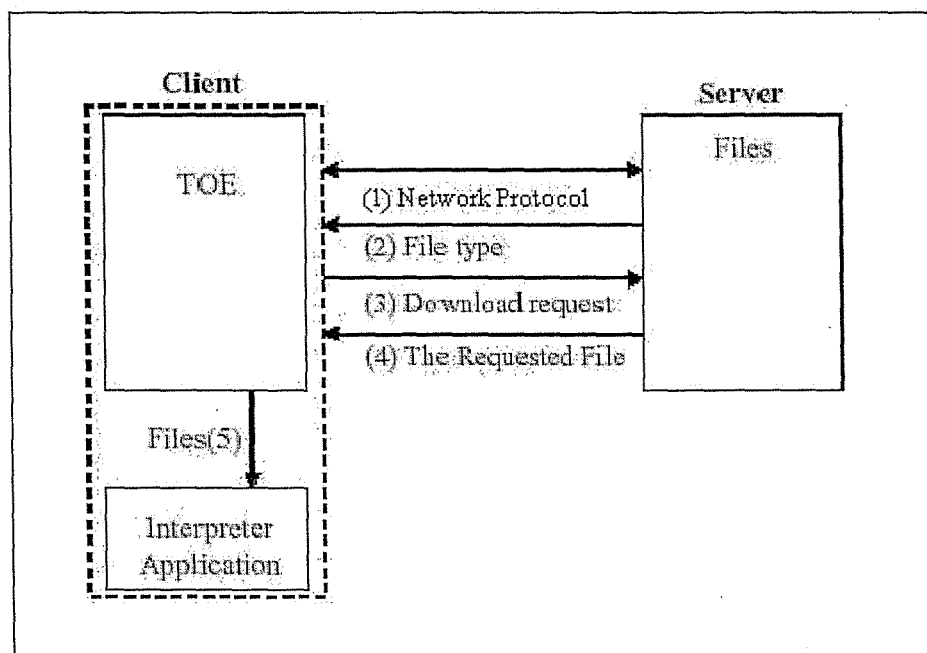 Client
Server
TOE
Files
(1) Network Protocol
(2) File type
(3) Download request
(4) The Requested File
Files(5)
Interpreter
Application